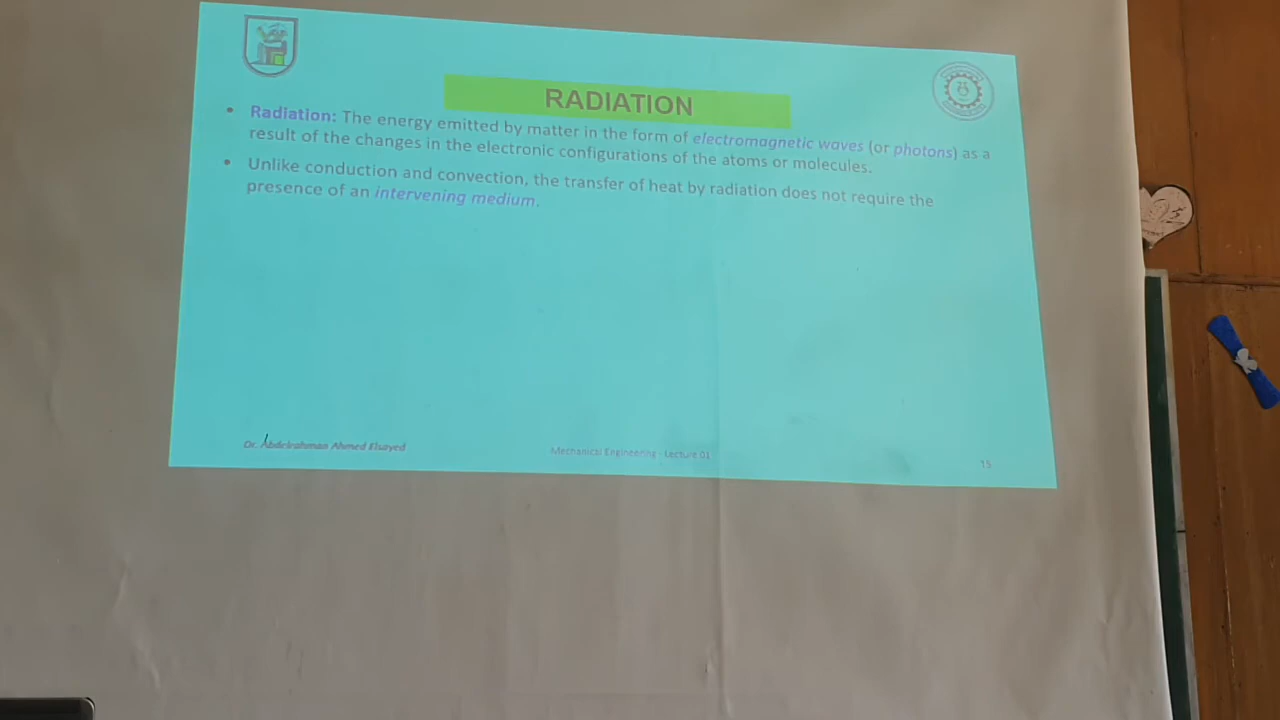 RADIATION
• Radiation: The energy emitted by matter in the form of electromagnetic waves (or photons) as a
result of the changes in the electronic configurations of the atoms or molecules.
• Unlike conduction and convection, the transfer of heat by radiation does not require the
presence of an intervening medium.
Dr. Abdelrahman Ahmed Elsayed
Mechanical Engineering - Lecture 01
15